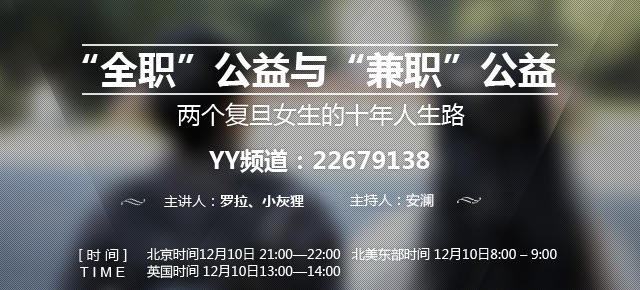 “全职”公益与“兼职”公益
两个复旦女生的十年人生路
YY频道：22679138
主讲人：罗拉、小灰狸 主持人：安澜
[ 时 间 ] 北京时间12月10日 21:00—22:00 北美东部时间 12月10日8:00 – 9:00
TIME 英国时间 12月10日13:00—14:00